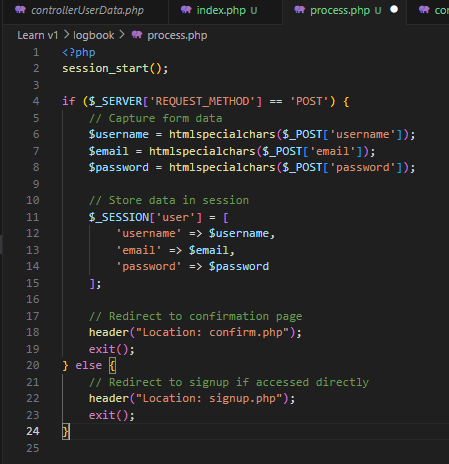 controllerUserData.php index.php U process.php U ● con
Learn v1 > logbook > process.php
1 <?php
2 session_start();
3
4 if ($_SERVER['REQUEST_METHOD'] == 'POST') {
5 // Capture form data
6 $username = htmlspecialchars($_POST['username']);
7 $email = htmlspecialchars($_POST['email']);
8 $password = htmlspecialchars($_POST['password']);
9
10 // Store data in session
11 $_SESSION['user'] = [
12 'username' => $username,
13 'email' => $email,
14 'password' => $password
15 ];
16
17 // Redirect to confirmation page
18 header("Location: confirm.php");
19 exit();
20 } else {
21 // Redirect to signup if accessed directly
22 header("Location: signup.php");
23 exit();
24 }
25